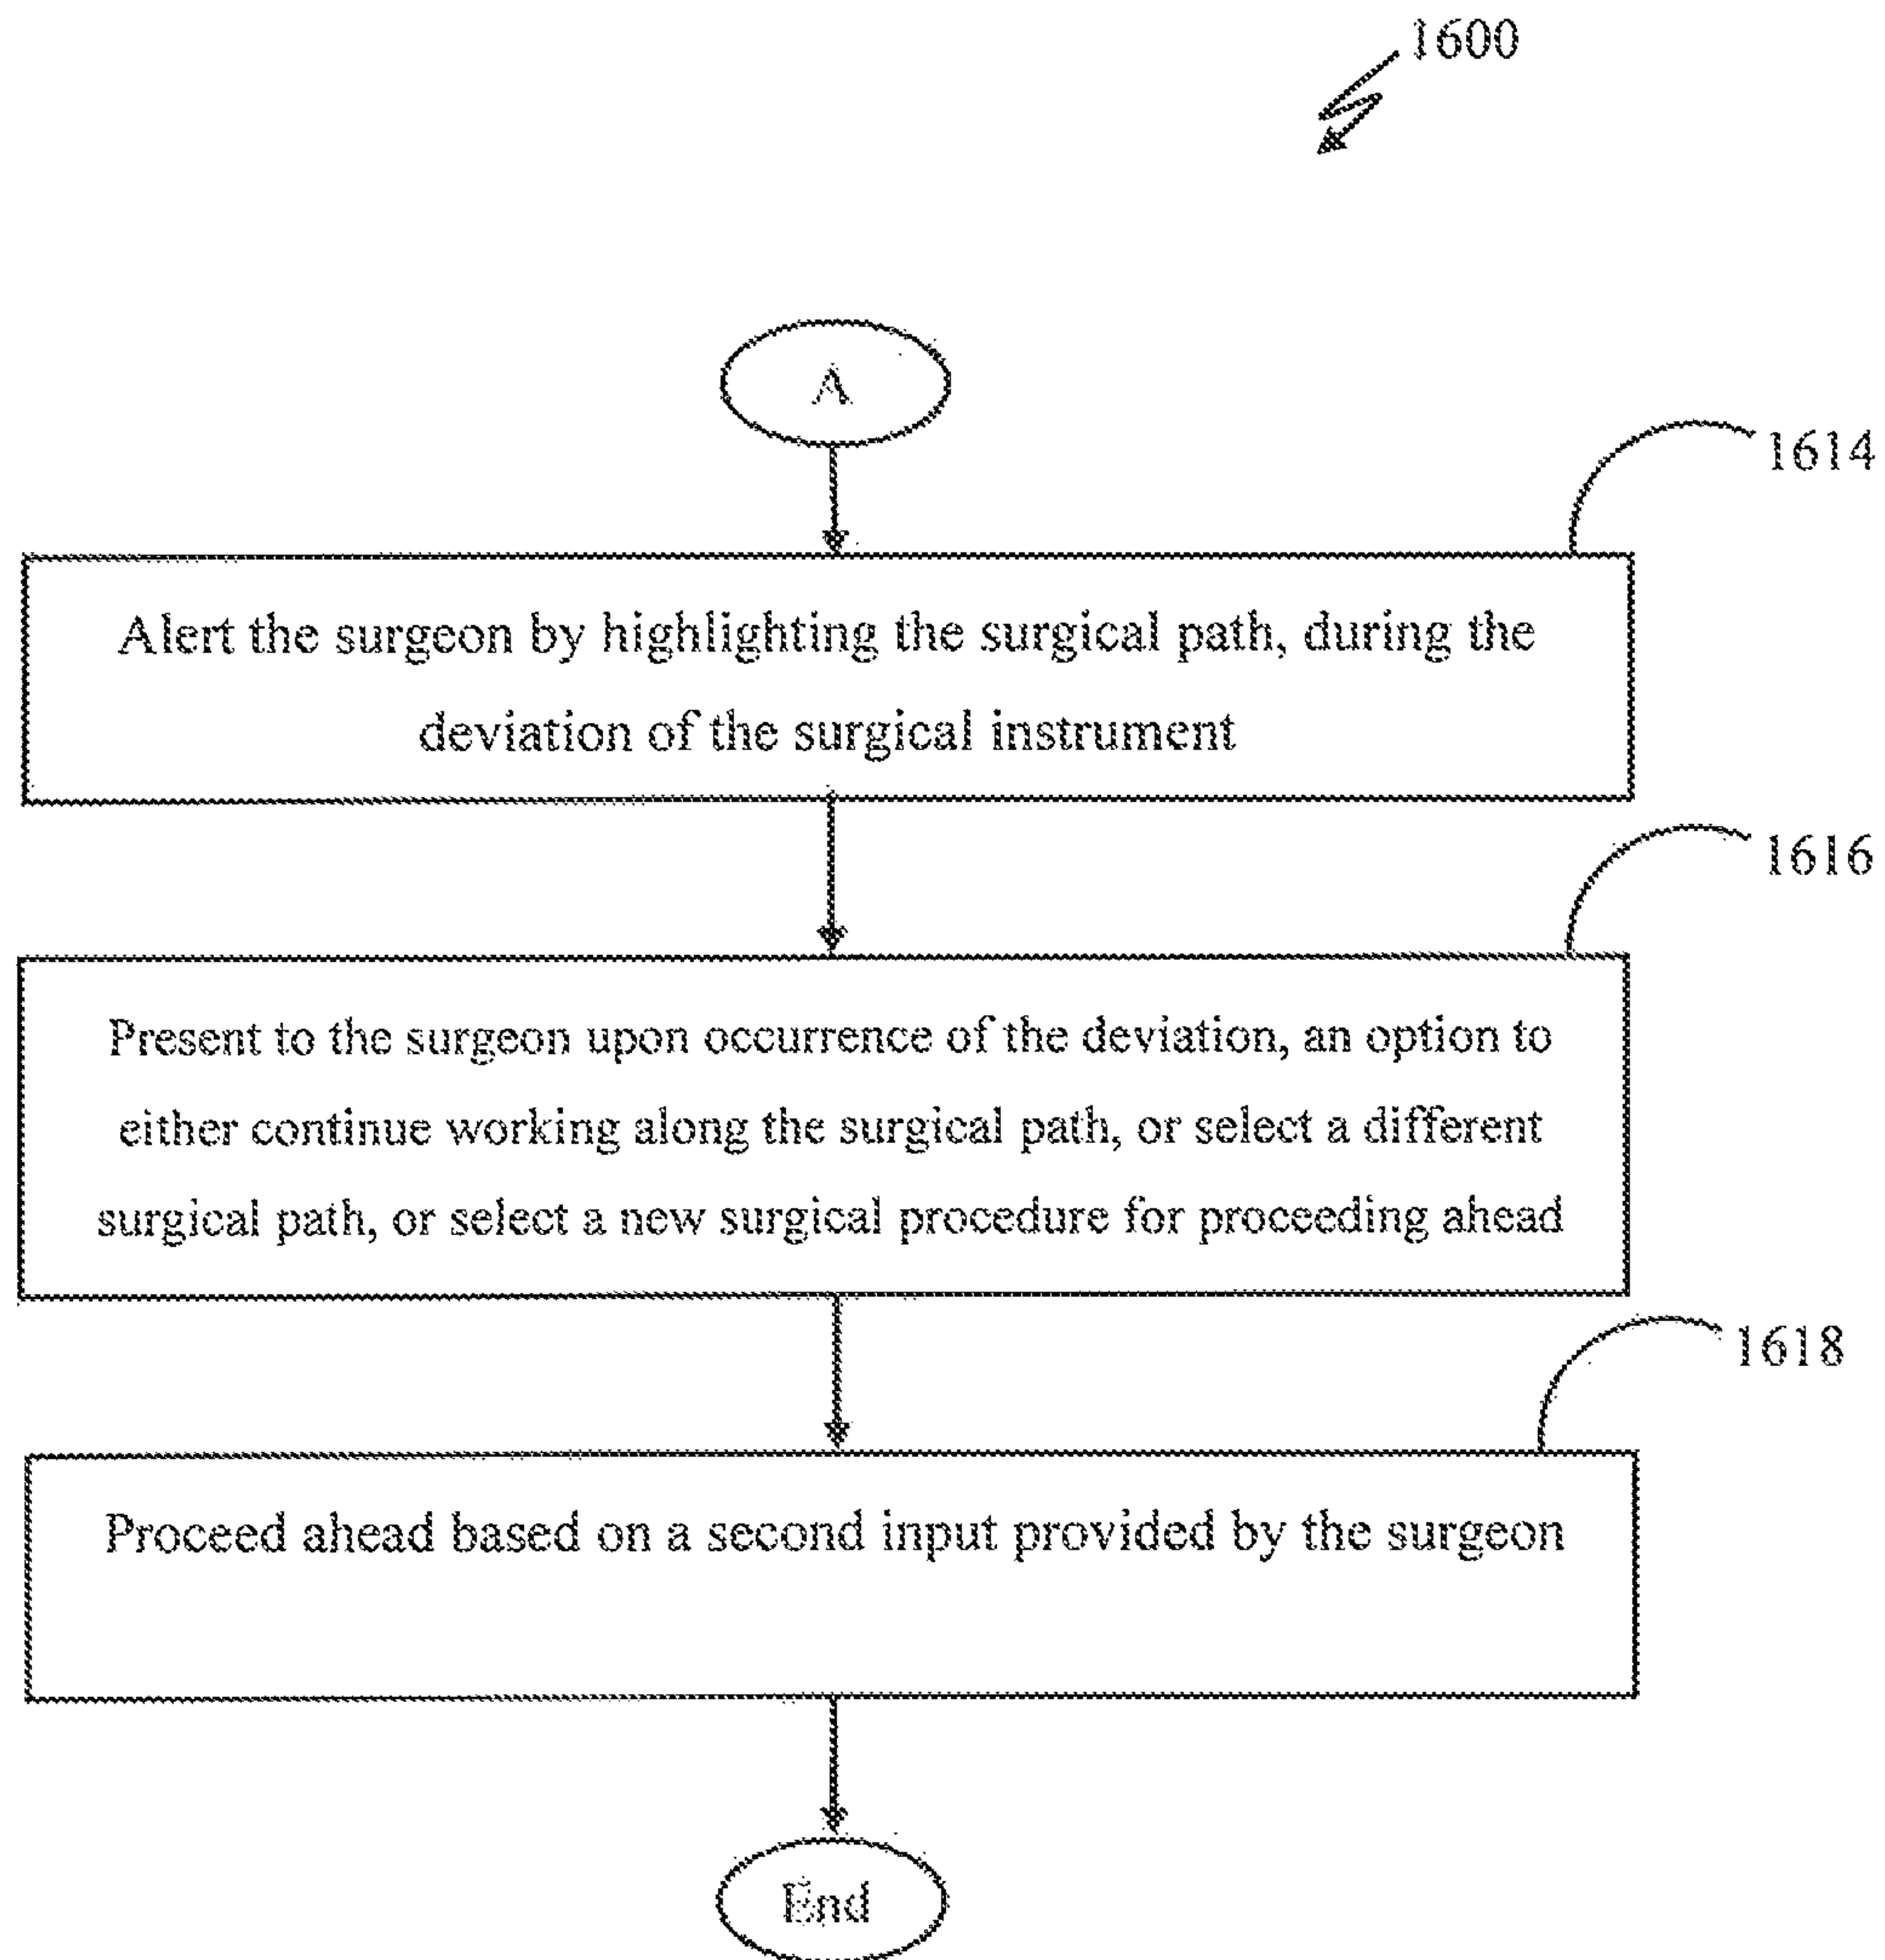 1600
A
1614
Alert the surgeon by highlighting the surgical path, during the
deviation of the surgical instrument
1616
Present to the surgeon upon occurrence of the deviation, an option to
either continue working along the surgical path, or select a different
surgical path, or select a new surgical procedure for proceeding ahead
1618
Proceed ahead based on a second input provided by the surgeon
End